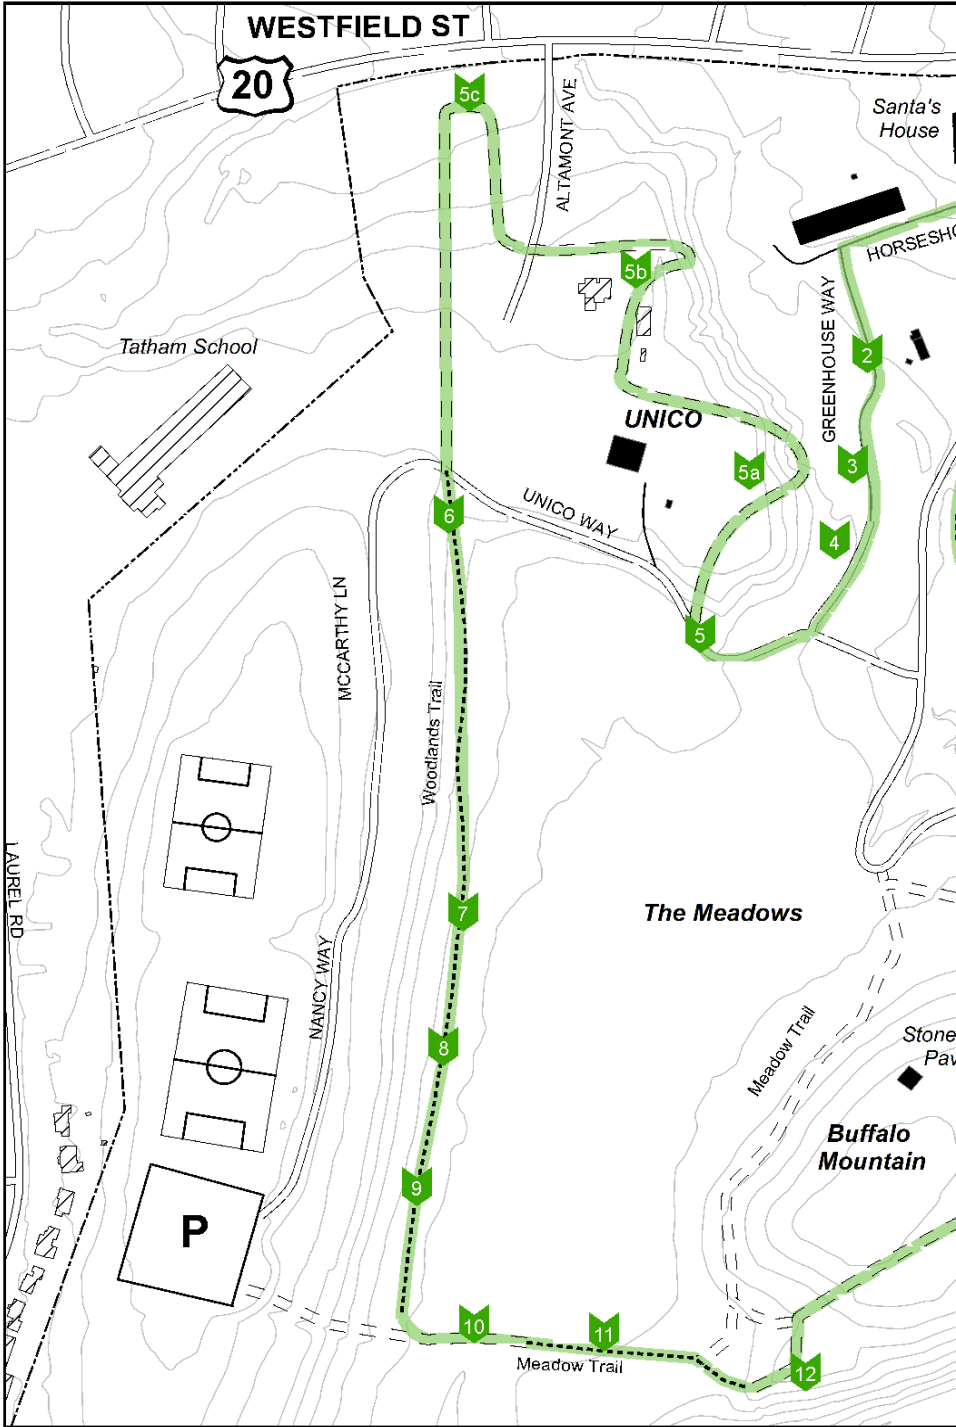 WESTFIELD ST
20
5c
ALTAMONT AVE
Santa's
House
HORSESHO
5b
GREENHOUSE WAY
2
Tatham School
UNICO
5a
3
UNICO WAY
6
4
MCCARTHY LN
5
Woodlands Trail
LAUREL RD
7
The Meadows
NANCY WAY
8
Meadow Trail
Stone
Pav
Buffalo
Mountain
9
P
10
11
Meadow Trail
12